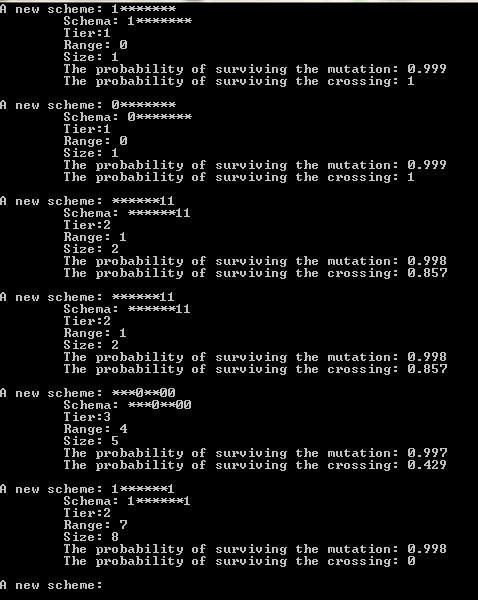 A new scheme: 1*******
Schema: 1*******
Tier:1
Range: 0
Size: 1
The probability of surviving the mutation: 0.999
The probability of surviving the crossing: 1
A new scheme: 0*******
Schema: 0*******
Tier:1
Range: 0
Size: 1
The probability of surviving the mutation: 0.999
The probability of surviving the crossing: 1
A new scheme: ******11
Schema: ******11
Tier:2
Range: 1
Size: 2
The probability of surviving the mutation: 0.998
The probability of surviving the crossing: 0.857
A new scheme: ******11
Schema: ******11
Tier:2
Range: 1
Size: 2
The probability of surviving the mutation: 0.998
The probability of surviving the crossing: 0.857
A new scheme: ***0**00
Schema: ***0**00
Tier:3
Range: 4
Size: 5
The probability of surviving the mutation: 0.997
The probability of surviving the crossing: 0.429
A new scheme: 1******1
Schema: 1******1
Tier:2
Range: 7
Size: 8
The probability of surviving the mutation: 0.998
The probability of surviving the crossing: 0
A new scheme: